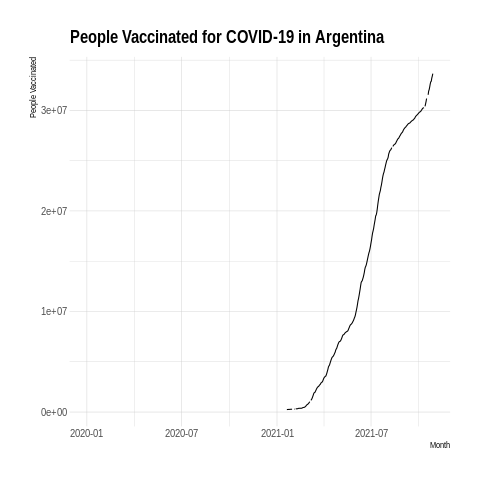 People Vaccinated for COVID-19 in Argentina
People Vaccinated
3e+07
2e+07
1e+07
0e+00
2020-01 2020-07 2021-01 2021-07
Month